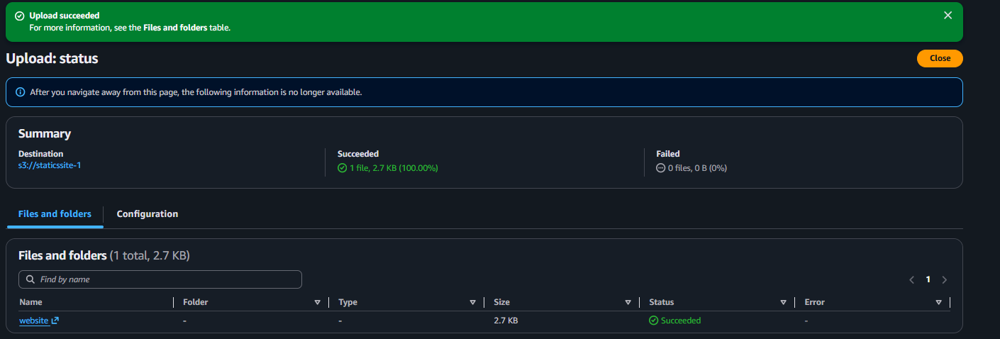 Upload succeeded
For more information, see the Files and folders table.
Upload: status
Close
After you navigate away from this page, the following information is no longer available.
Summary
Destination
s3://staticssite-1
Succeeded
1 file, 2.7 KB (100.00%)
Failed
0 files, 0 B (0%)
Files and folders
Configuration
Files and folders (1 total, 2.7 KB)
Find by name
1
Name Folder Type Size Status Error
website - - 2.7 KB Succeeded -